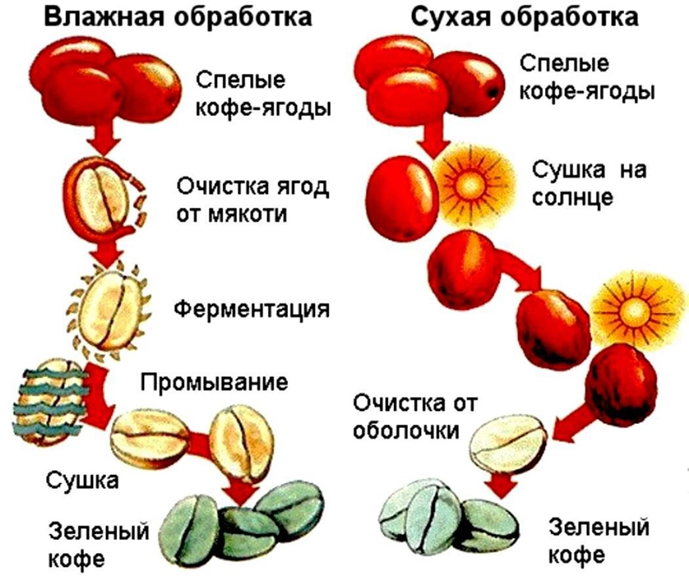 Влажная обработка
Спелые
кофе-ягоды
Очистка ягод
от мякоти
Ферментация
Промывание
Сушка
Зеленый
кофе
Сухая обработка
Спелые
кофе-ягоды
Сушка на
солнце
Очистка от
оболочки
Зеленый
кофе